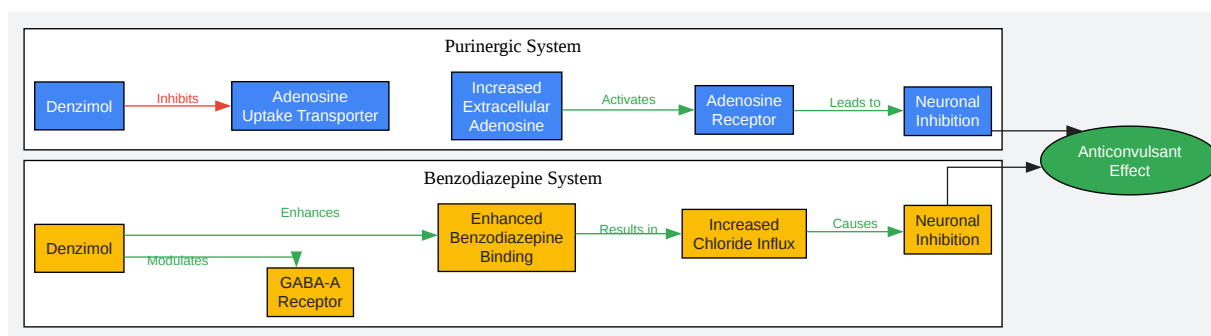 Purinergic System
Denzimol
Inhibits
Adenosine
Uptake Transporter
Increased
Extracellular
Adenosine
Activates
Adenosine
Receptor
Leads to
Neuronal
Inhibition
Anticonvulsant
Effect
Benzodiazepine System
Denzimol
Enhances
Modulates
GABA-A
Receptor
Enhanced
Benzodiazepine
Binding
Results in
Increased
Chloride Influx
Causes
Neuronal
Inhibition